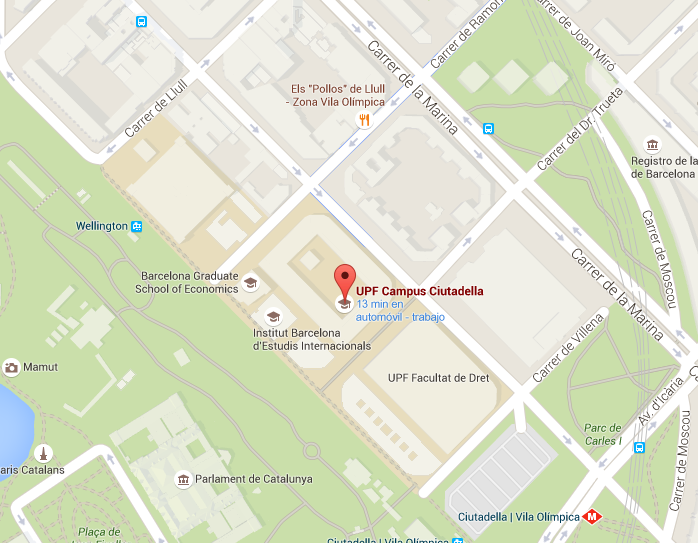 Carrer de Joan Miró
Carrer de Ramon
Carrer de la Marina
Els "Pollos" de Llull
- Zona Vila Olímpica
Carrer de Llull
Carrer del Dr. Trueta
Registro de la
de Barcelona
Wellington
Carrer de Moscou
Barcelona Graduate
School of Economics
UPF Campus Ciutadella
13 min en
automóvil - trabajo
Carrer de la Marina
Institut Barcelona
d'Estudis Internacionals
Carrer de Villena
Mamut
UPF Facultat de Dret
Av. d'Icària
Parc de
Carles I
Carrer de Moscou
aris Catalans
Parlament de Catalunya
Ciutadella | Vila Olímpica
M
Plaça de
Ciutadella | Vila Olímpica